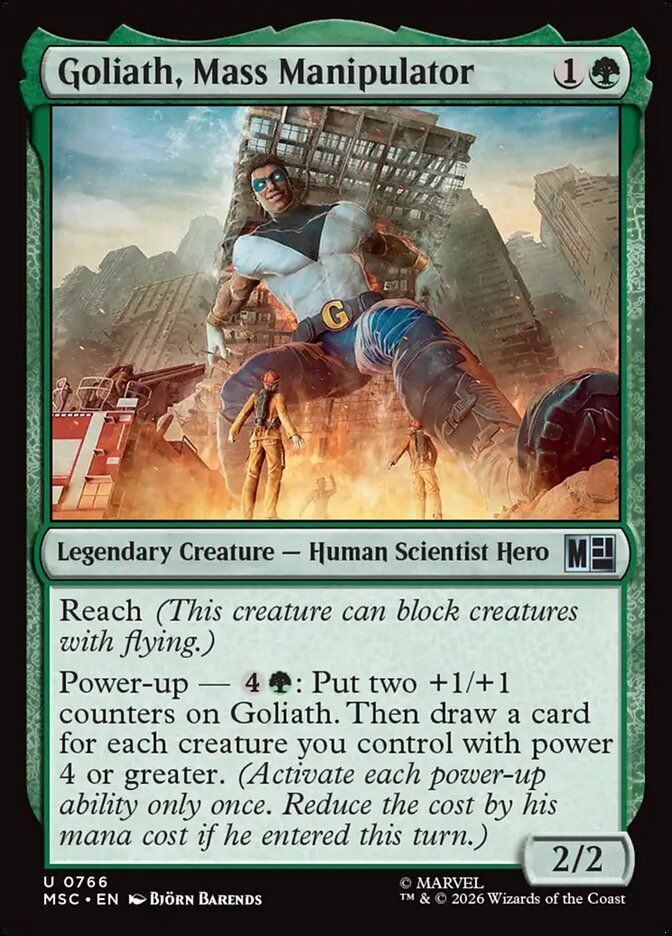 Goliath, Mass Manipulator 1
G
Legendary Creature — Human Scientist Hero
Reach (This creature can block creatures
with flying.)
Power-up — 4 : Put two +1/+1
counters on Goliath. Then draw a card
for each creature you control with power
4 or greater. (Activate each power-up
ability only once. Reduce the cost by his
mana cost if he entered this turn.)
2/2
U 0766
MSC • EN Björn Barends
© MARVEL
™ & © 2026 Wizards of the Coast